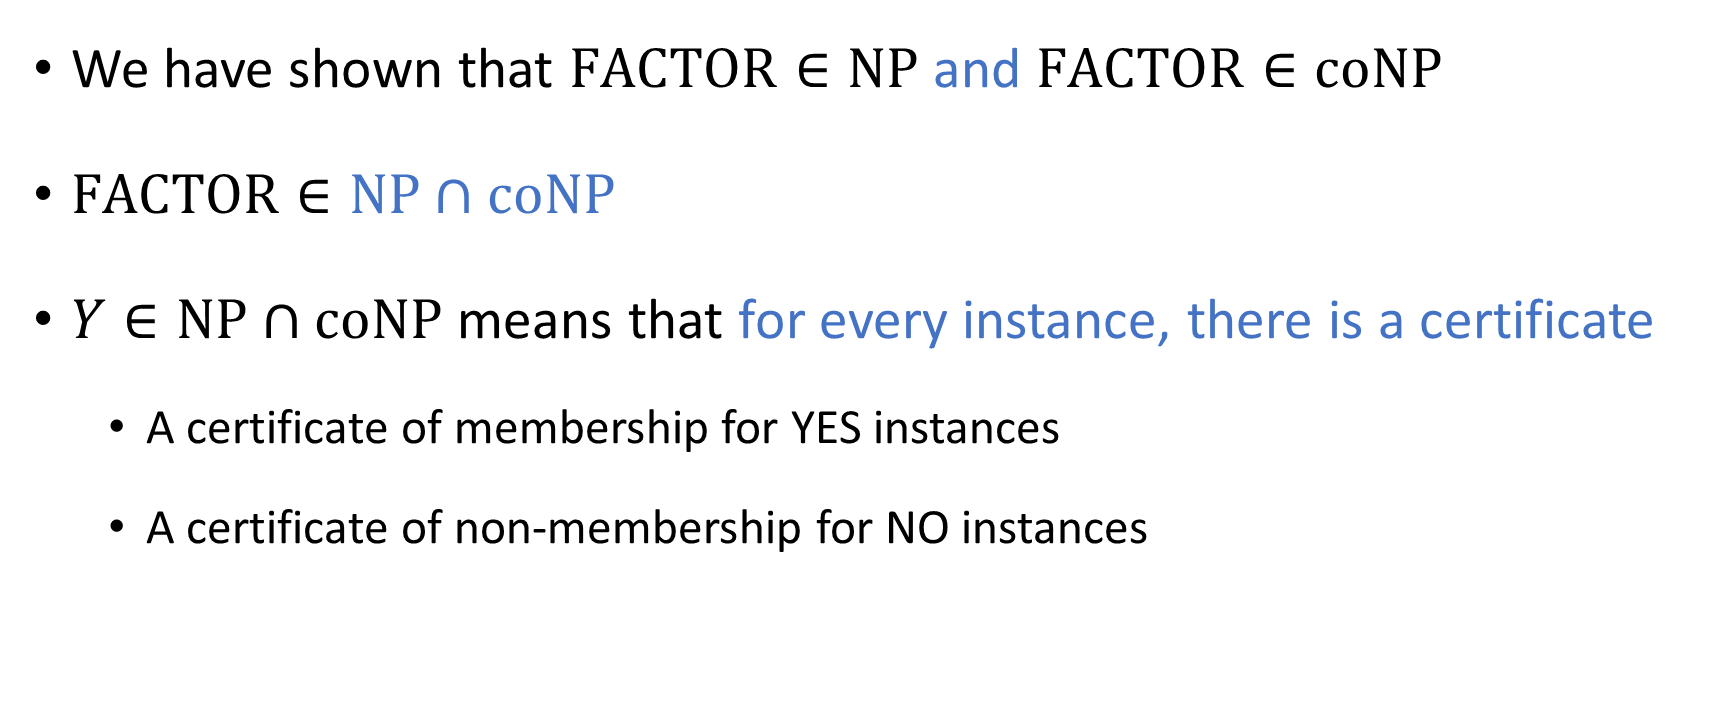 • We have shown that FACTOR ∈ NP and FACTOR ∈ coNP
• FACTOR ∈ NP ∩ coNP
• Y ∈ NP ∩ coNP means that for every instance, there is a certificate
• A certificate of membership for YES instances
• A certificate of non-membership for NO instances